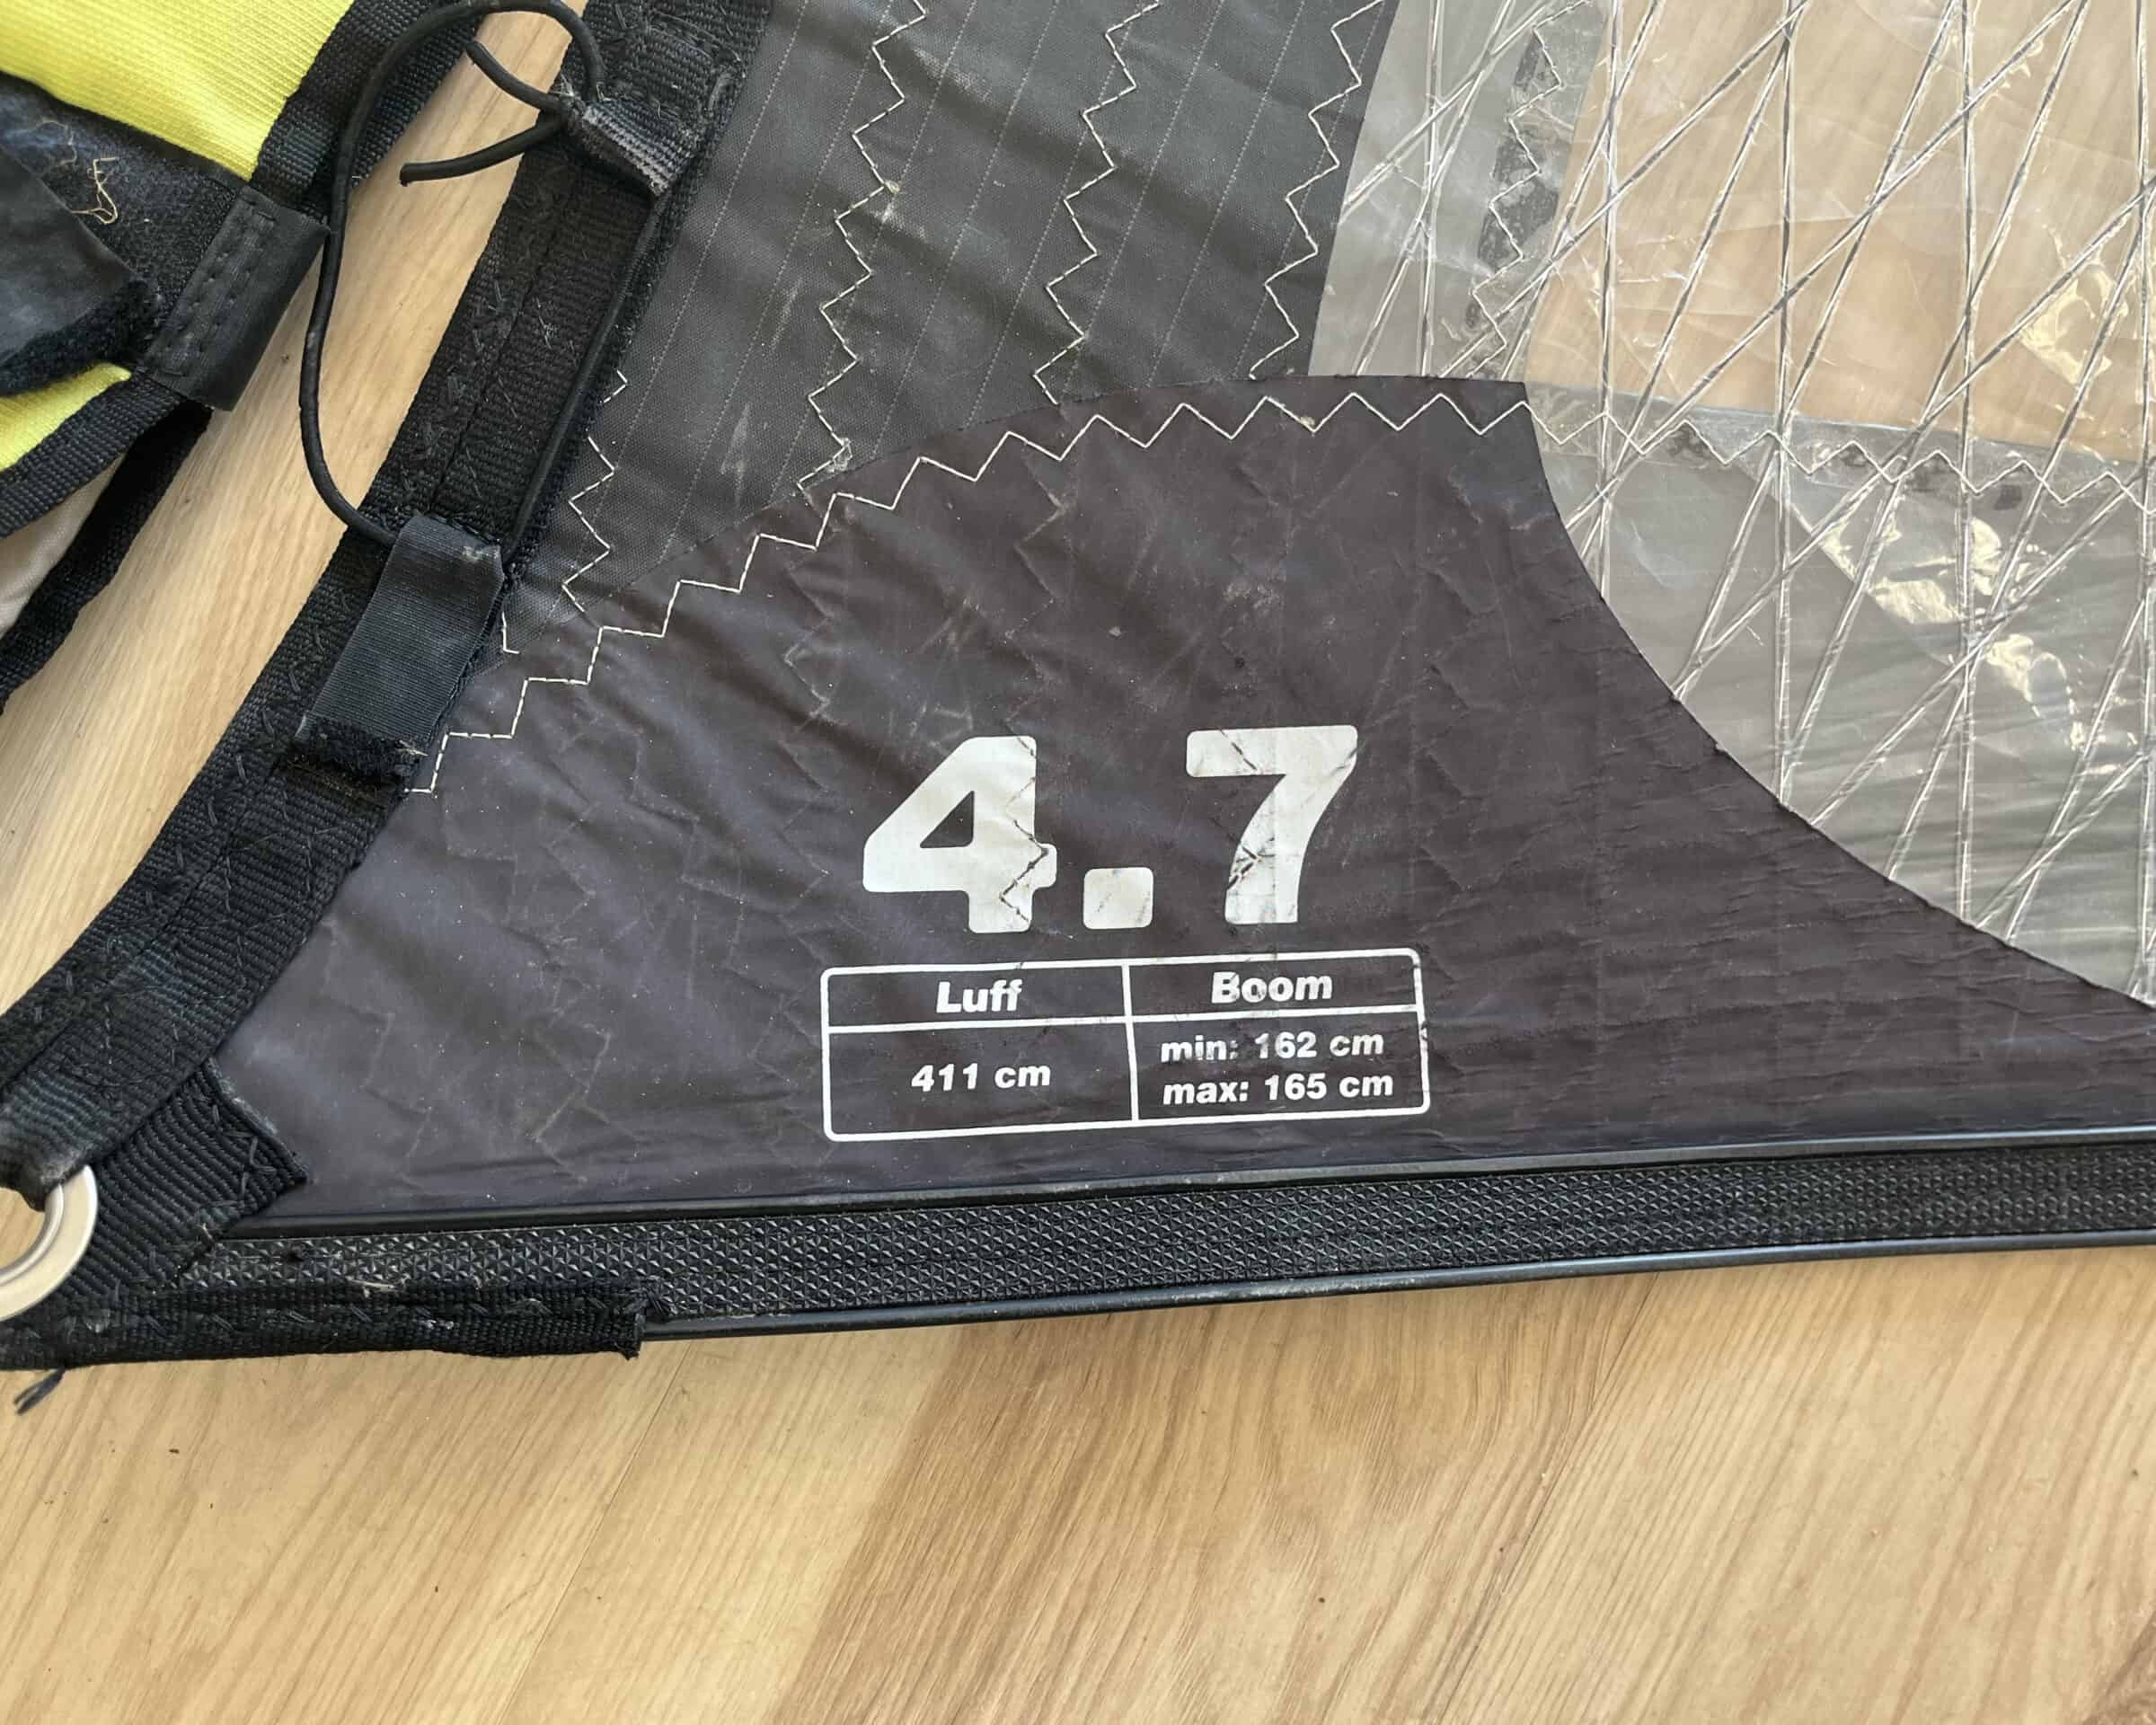 4.7
Luff Boom
411 cm
min: 162 cm
max: 165 cm